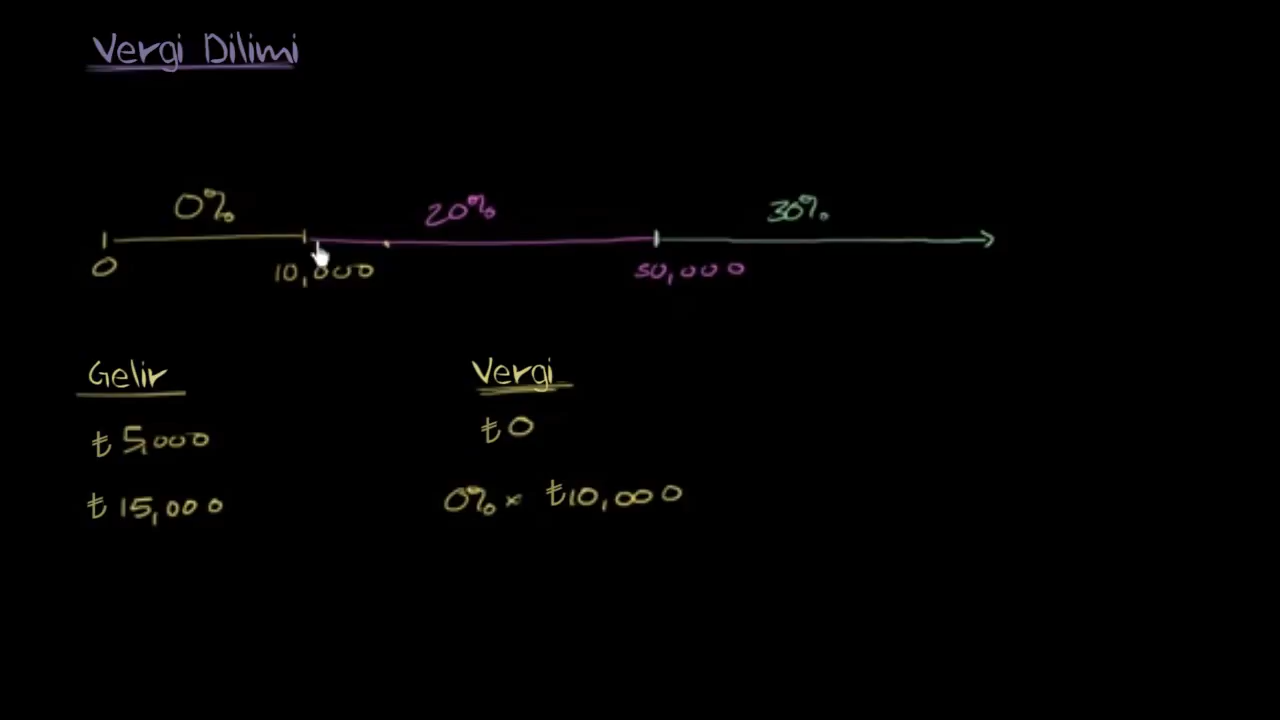 Vergi Dilimi
0% 20% 30%
0 10,000 50,000
Gelir Vergi
₺ 5,000 ₺ 0
₺ 15,000 0% × ₺10,000